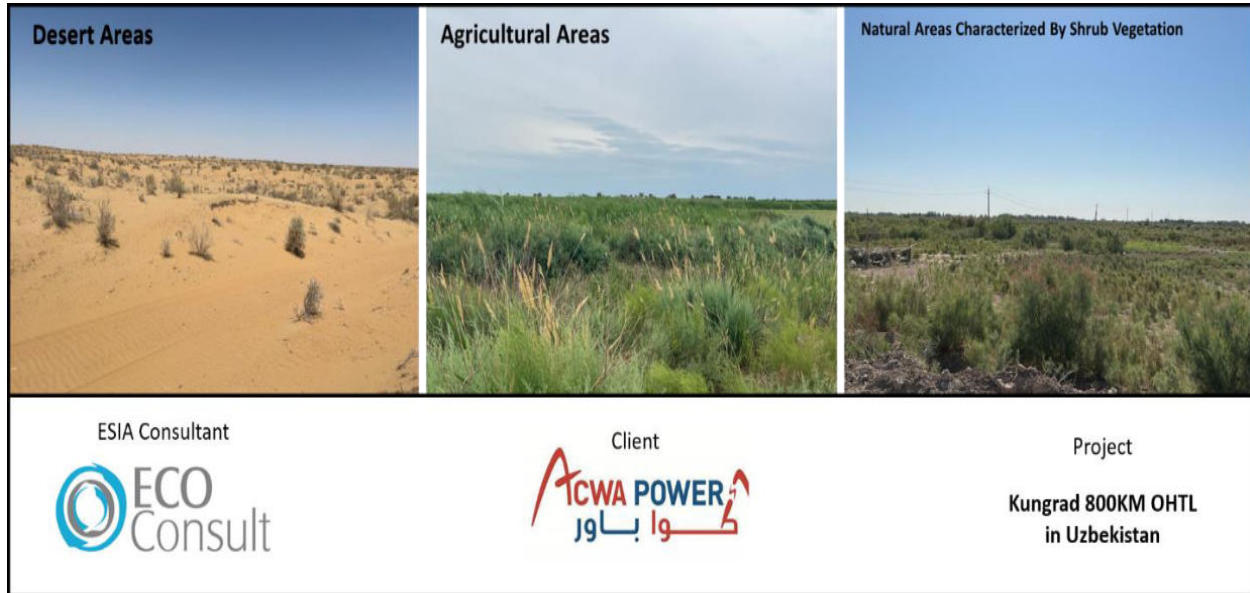 Desert Areas
Agricultural Areas
Natural Areas Characterized By Shrub Vegetation
ESIA Consultant
ECO
Consult
Client
ACWA POWER
أكوا باور
Project
Kungrad 800KM OHTL
in Uzbekistan